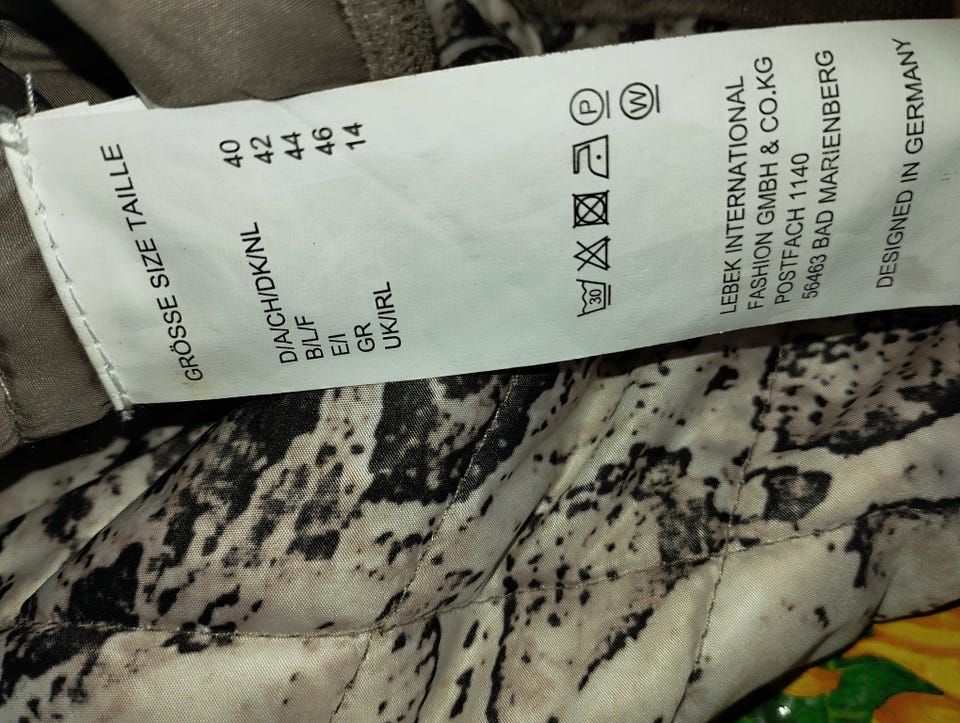 GRÖSSE SIZE TAILLE
D/A/CH/DK/NL 40
B/L/F 42
E/I 44
GR 46
UK/IRL 14
30
P
W
LEBEK INTERNATIONAL
FASHION GMBH & CO.KG
POSTFACH 1140
56463 BAD MARIENBERG
DESIGNED IN GERMANY